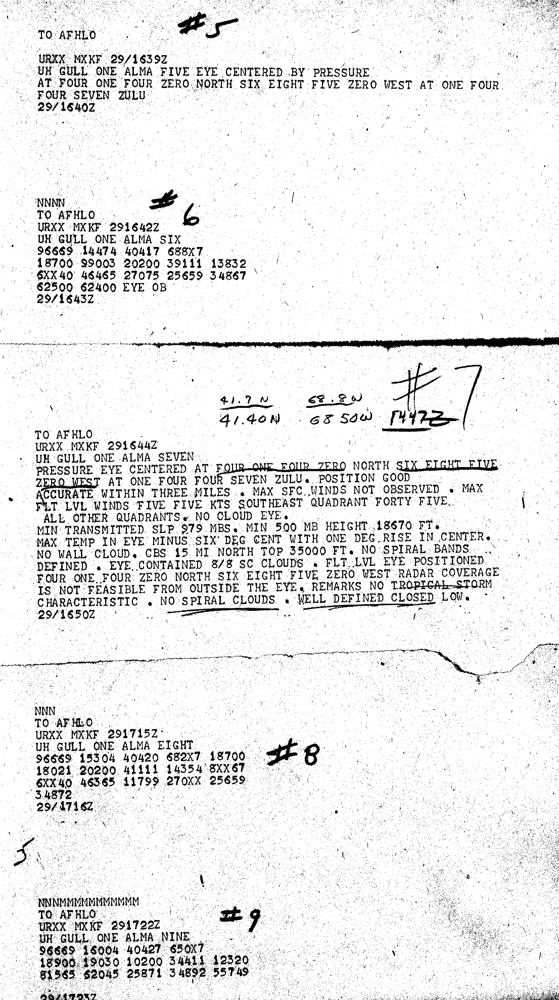 #5
TO AFHLO
URXX MXKF 29/1639Z
UH GULL ONE ALMA FIVE EYE CENTERED BY PRESSURE
AT FOUR ONE FOUR ZERO NORTH SIX EIGHT FIVE ZERO WEST AT ONE FOUR
FOUR SEVEN ZULU
29/1640Z
NNNN
#6
TO AFHLO
URXX MXKF 291642Z
UH GULL ONE ALMA SIX
96669 14474 40417 688X7
18700 99003 20200 39111 13832
6XX40 46465 27075 25659 34867
62500 62400 EYE OB
29/1643Z
#7
41.7 N 68.8W
41.40N 68 50W 1447Z
TO AFHLO
URXX MXKF 291644Z
UH GULL ONE ALMA SEVEN
PRESSURE EYE CENTERED AT FOUR ONE FOUR ZERO NORTH SIX EIGHT FIVE
ZERO WEST AT ONE FOUR FOUR SEVEN ZULU. POSITION GOOD
ACCURATE WITHIN THREE MILES . MAX SFC WINDS NOT OBSERVED . MAX
FLT LVL WINDS FIVE FIVE KTS SOUTHEAST QUADRANT FORTY FIVE
ALL OTHER QUADRANTS. NO CLOUD EYE.
MIN TRANSMITTED SLP 979 MBS. MIN 500 MB HEIGHT 18670 FT.
MAX TEMP IN EYE MINUS SIX DEG CENT WITH ONE DEG RISE IN CENTER.
NO WALL CLOUD. CBS 15 MI NORTH TOP 35000 FT. NO SPIRAL BANDS
DEFINED . EYE CONTAINED 8/8 SC CLOUDS . FLT LVL EYE POSITIONED
FOUR ONE FOUR ZERO NORTH SIX EIGHT FIVE ZERO WEST RADAR COVERAGE
IS NOT FEASIBLE FROM OUTSIDE THE EYE. REMARKS NO TROPICAL STORM
CHARACTERISTIC . NO SPIRAL CLOUDS . WELL DEFINED CLOSED LOW.
29/1650Z
NNN
TO AFHLO
URXX MXKF 291715Z
UH GULL ONE ALMA EIGHT
#8
96669 15304 40420 682X7 18700
18021 20200 41111 14354 8XX67
6XX40 46365 11799 270XX 25659
34872
29/1716Z
5
NNNMMMMMMMMMMM
#9
TO AFHLO
URXX MXKF 291722Z
UH GULL ONE ALMA NINE
96669 16004 40427 650X7
18900 19030 10200 34411 12320
81565 62045 25871 34892 55749
29/1723Z